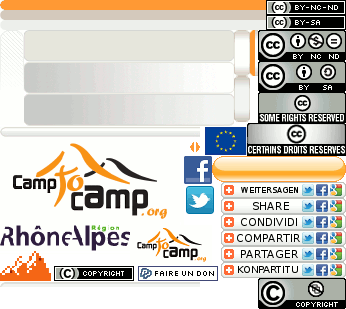 BY-NC-ND
BY-SA
BY NC ND
BY SA
SOME RIGHTS RESERVED
CERTAINS DROITS RESERVES
Camp to camp .org
WEITERSAGEN
SHARE
CONDIVIDI
COMPARTIR
PARTAGER
KONPARTITU
RhôneAlpes Région
Camp to camp .org
COPYRIGHT
FAIRE UN DON
COPYRIGHT